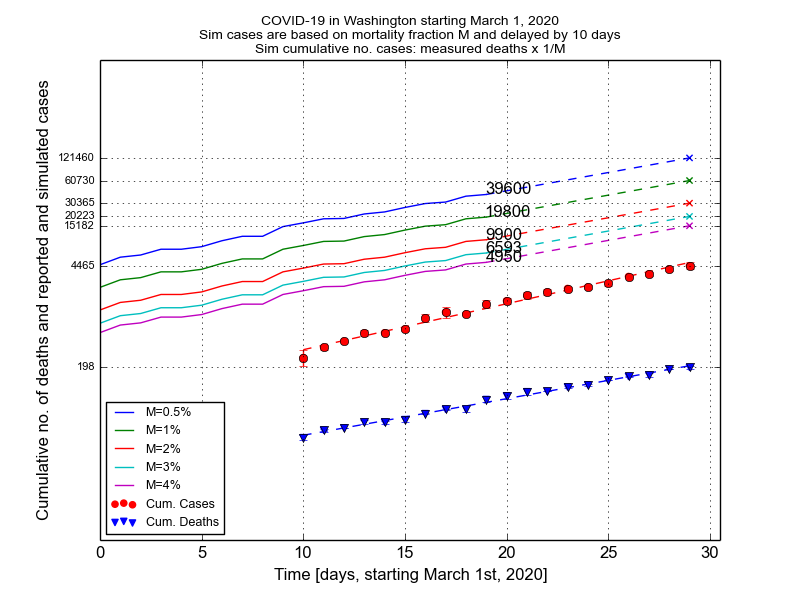 COVID-19 in Washington starting March 1, 2020
Sim cases are based on mortality fraction M and delayed by 10 days
Sim cumulative no. cases: measured deaths x 1/M
Cumulative no. of deaths and reported and simulated cases
121460
60730
30365
20223
15182
4465
198
39600
19800
9900
6593
4950
M=0.5%
M=1%
M=2%
M=3%
M=4%
Cum. Cases
Cum. Deaths
0 5 10 15 20 25 30
Time [days, starting March 1st, 2020]